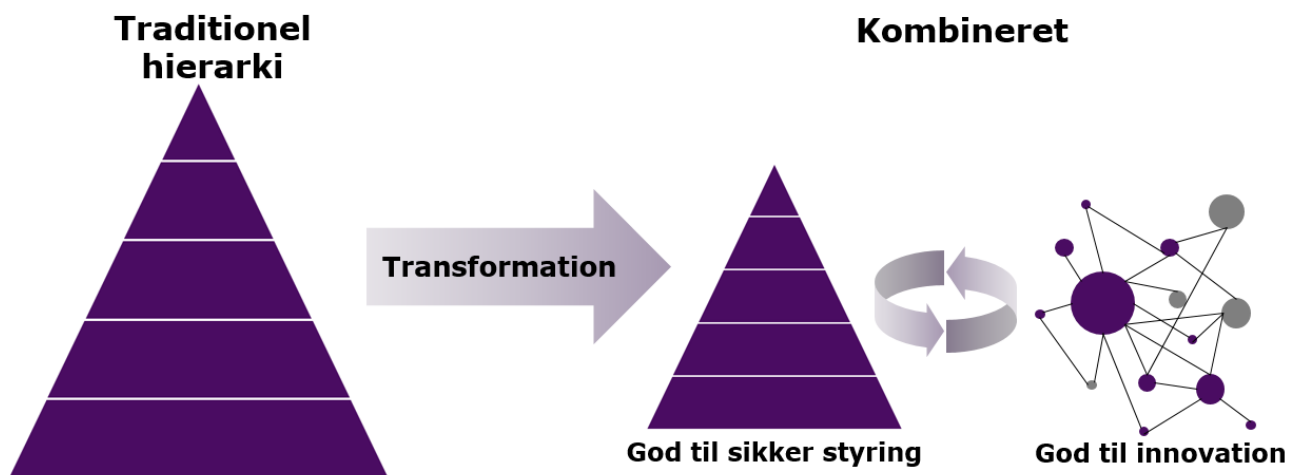 Traditionel
hierarki
Kombineret
Transformation
God til sikker styring
God til innovation